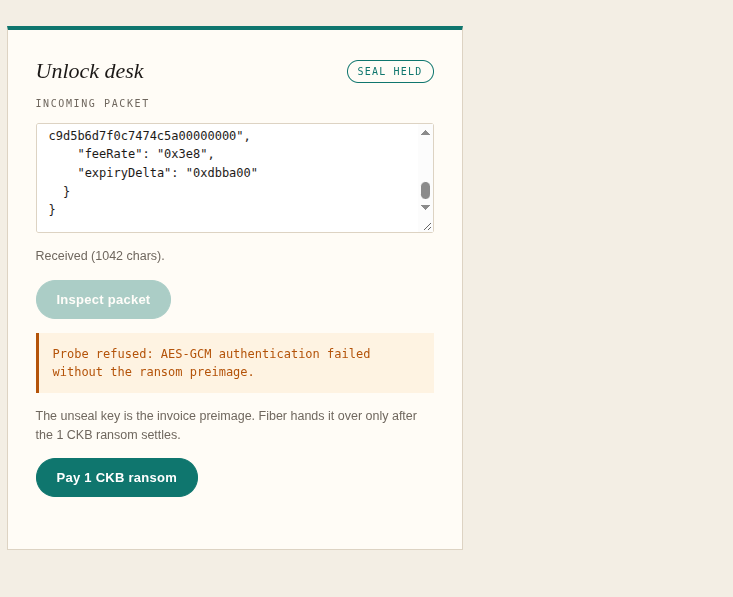 Unlock desk
SEAL HELD
INCOMING PACKET
c9d5b6d7f0c7474c5a00000000",
"feeRate": "0x3e8",
"expiryDelta": "0xdbba00"
}
}
Received (1042 chars).
Inspect packet
Probe refused: AES-GCM authentication failed
without the ransom preimage.
The unseal key is the invoice preimage. Fiber hands it over only after
the 1 CKB ransom settles.
Pay 1 CKB ransom